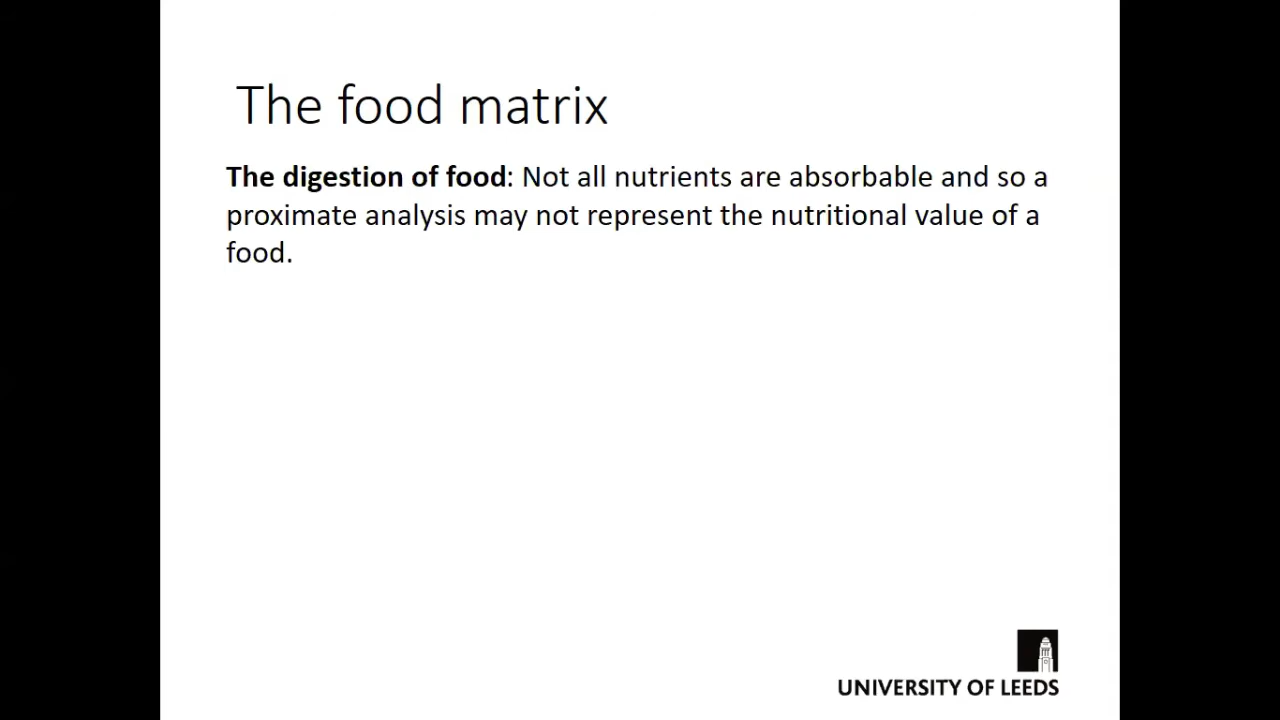 The food matrix
The digestion of food: Not all nutrients are absorbable and so a
proximate analysis may not represent the nutritional value of a
food.
UNIVERSITY OF LEEDS